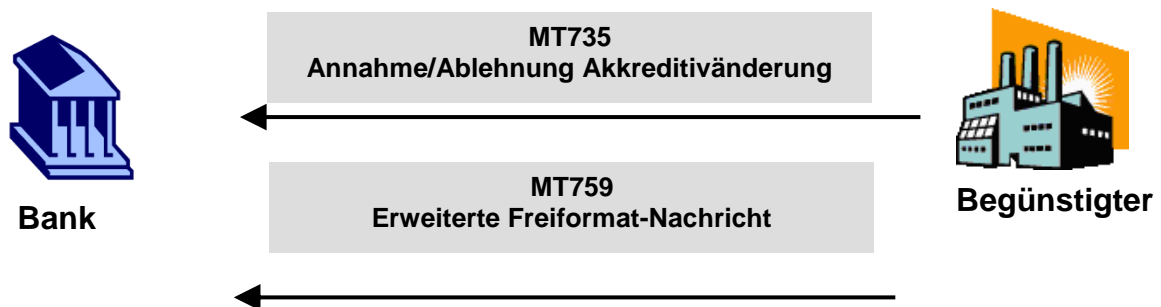 MT735
Annahme/Ablehnung Akkreditivänderung
MT759
Erweiterte Freiformat-Nachricht
Bank
Begünstigter